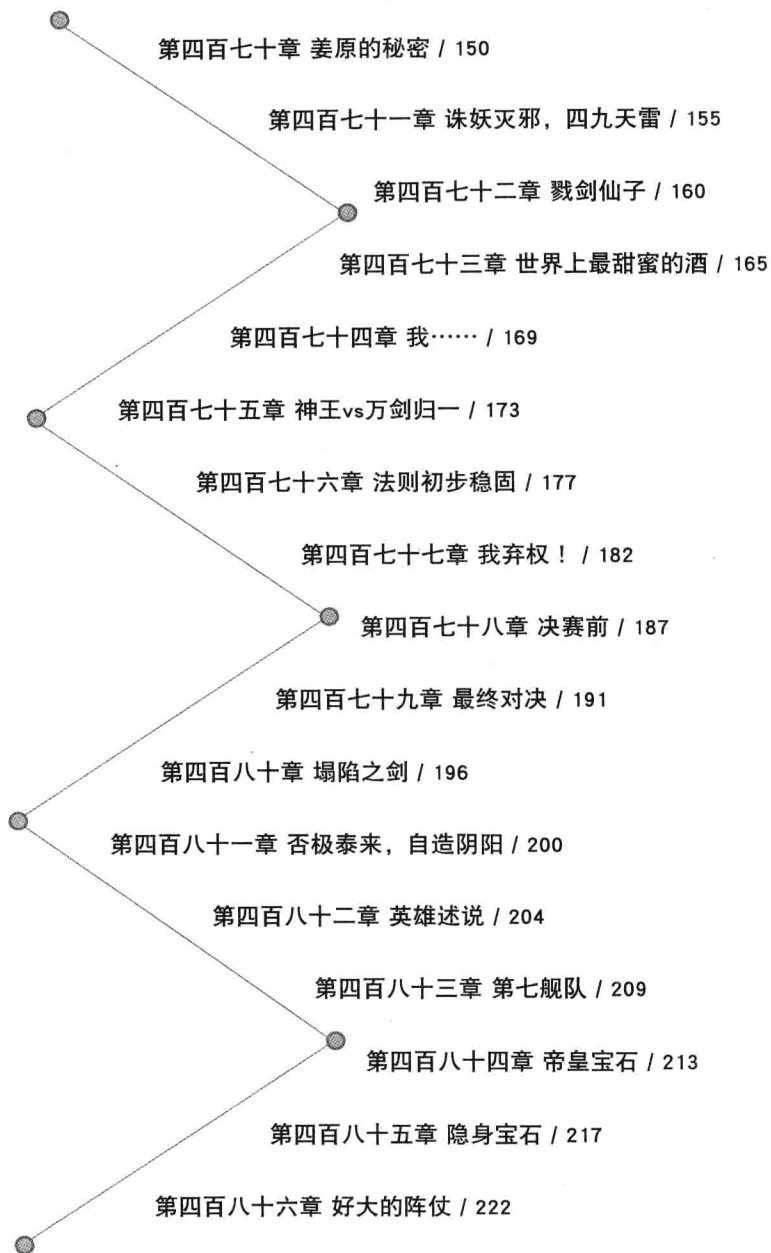 第四百七十章 姜原的秘密 / 150
第四百七十一章 诛妖灭邪，四九天雷 / 155
第四百七十二章 戮剑仙子 / 160
第四百七十三章 世界上最甜蜜的酒 / 165
第四百七十四章 我…… / 169
第四百七十五章 神王vs万剑归一 / 173
第四百七十六章 法则初步稳固 / 177
第四百七十七章 我弃权！ / 182
第四百七十八章 决赛前 / 187
第四百七十九章 最终对决 / 191
第四百八十章 塌陷之剑 / 196
第四百八十一章 否极泰来，自造阴阳 / 200
第四百八十二章 英雄述说 / 204
第四百八十三章 第七舰队 / 209
第四百八十四章 帝皇宝石 / 213
第四百八十五章 隐身宝石 / 217
第四百八十六章 好大的阵仗 / 222